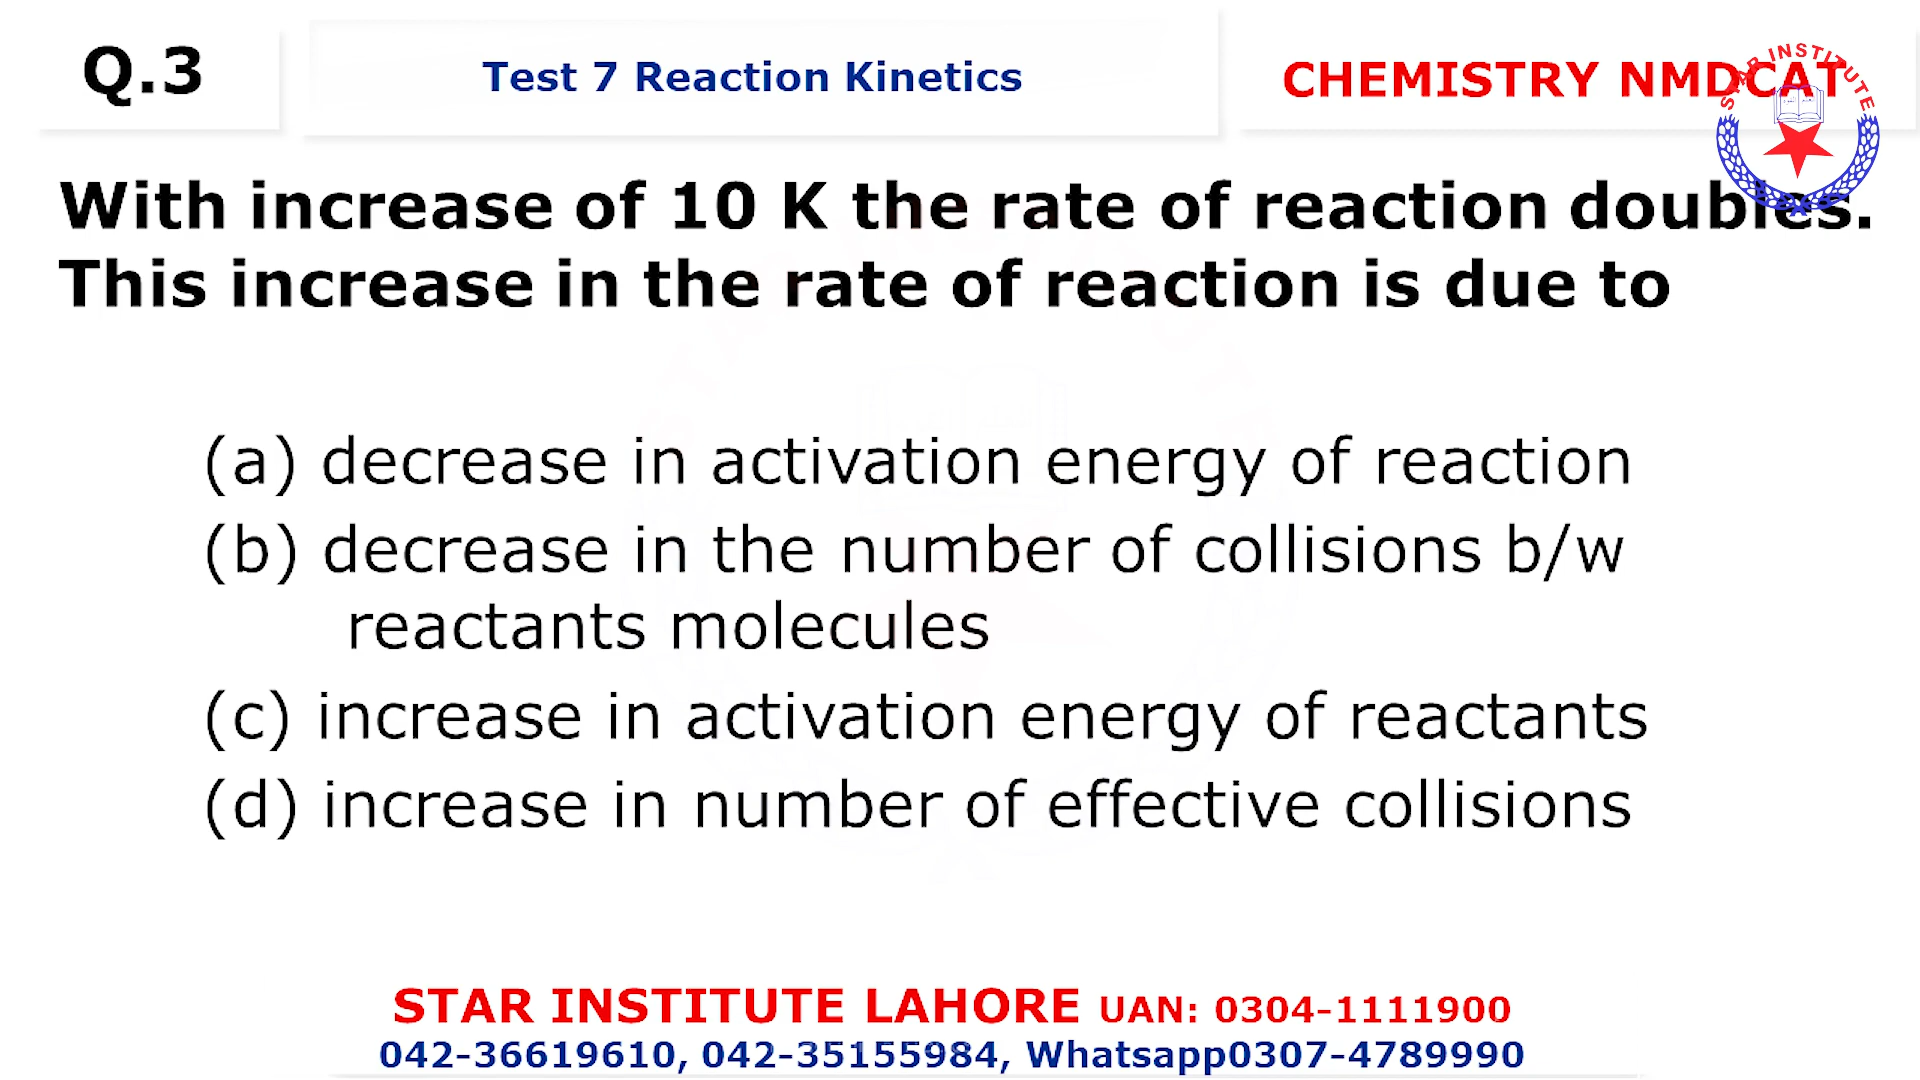 Q.3
Test 7 Reaction Kinetics
CHEMISTRY NMDCAT
STAR INSTITUTE
With increase of 10 K the rate of reaction doubles.
This increase in the rate of reaction is due to
(a) decrease in activation energy of reaction
(b) decrease in the number of collisions b/w
reactants molecules
(c) increase in activation energy of reactants
(d) increase in number of effective collisions
STAR INSTITUTE LAHORE UAN: 0304-1111900
042-36619610, 042-35155984, Whatsapp0307-4789990